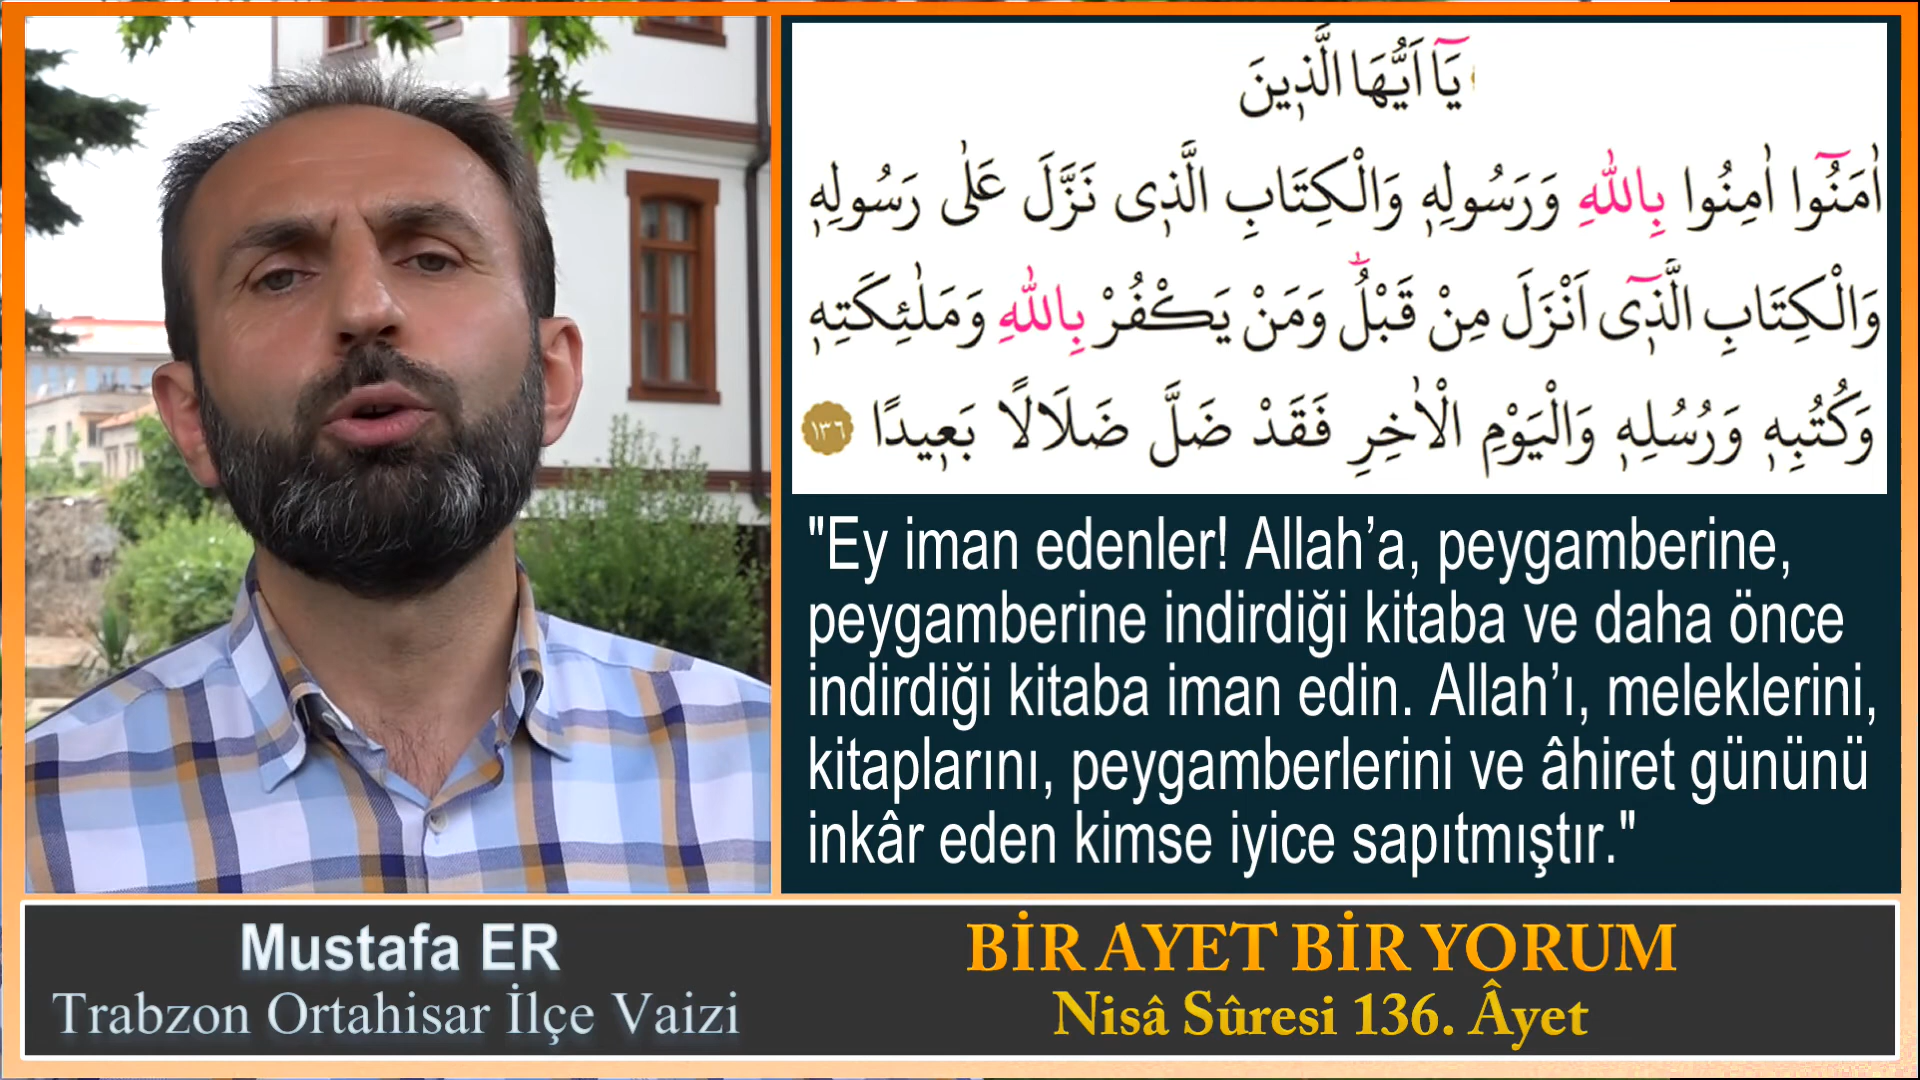 يَٓا اَيُّهَا الَّذ۪ينَ
اٰمَنُٓوا اٰمِنُوا بِاللّٰهِ وَرَسُولِه۪ وَالْكِتَابِ الَّذ۪ى نَزَّلَ عَلٰى رَسُولِه۪
وَالْكِتَابِ الَّذ۪ٓى اَنْزَلَ مِنْ قَبْلُۜ وَمَنْ يَكْفُرْ بِاللّٰهِ وَمَلٰٓئِكَتِه۪
وَكُتُبِه۪ وَرُسُلِه۪ وَالْيَوْمِ الْاٰخِرِ فَقَدْ ضَلَّ ضَلَالًا بَع۪يدًا ١٣٦
"Ey iman edenler! Allah’a, peygamberine,
peygamberine indirdiği kitaba ve daha önce
indirdiği kitaba iman edin. Allah’ı, meleklerini,
kitaplarını, peygamberlerini ve âhiret gününü
inkâr eden kimse iyice sapıtmıştır."
Mustafa ER
Trabzon Ortahisar İlçe Vaizi
BİR AYET BİR YORUM
Nisâ Sûresi 136. Âyet